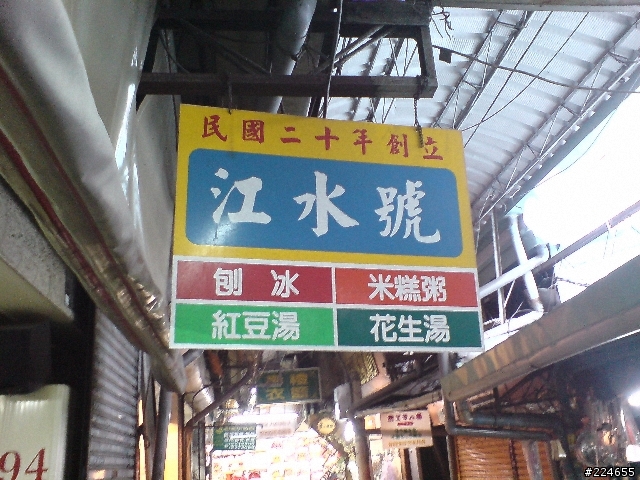 民國二十年創立
江水號
刨冰
米糕粥
紅豆湯
花生湯
94
#224655